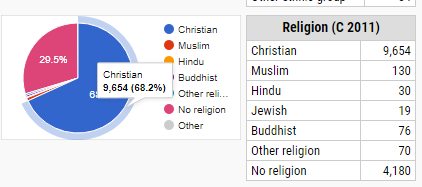 29.5%
Christian
9,654 (68.2%)
Christian
Muslim
Hindu
Buddhist
Other reli...
No religion
Other
Religion (C 2011)
Christian 9,654
Muslim 130
Hindu 30
Jewish 19
Buddhist 76
Other religion 70
No religion 4,180